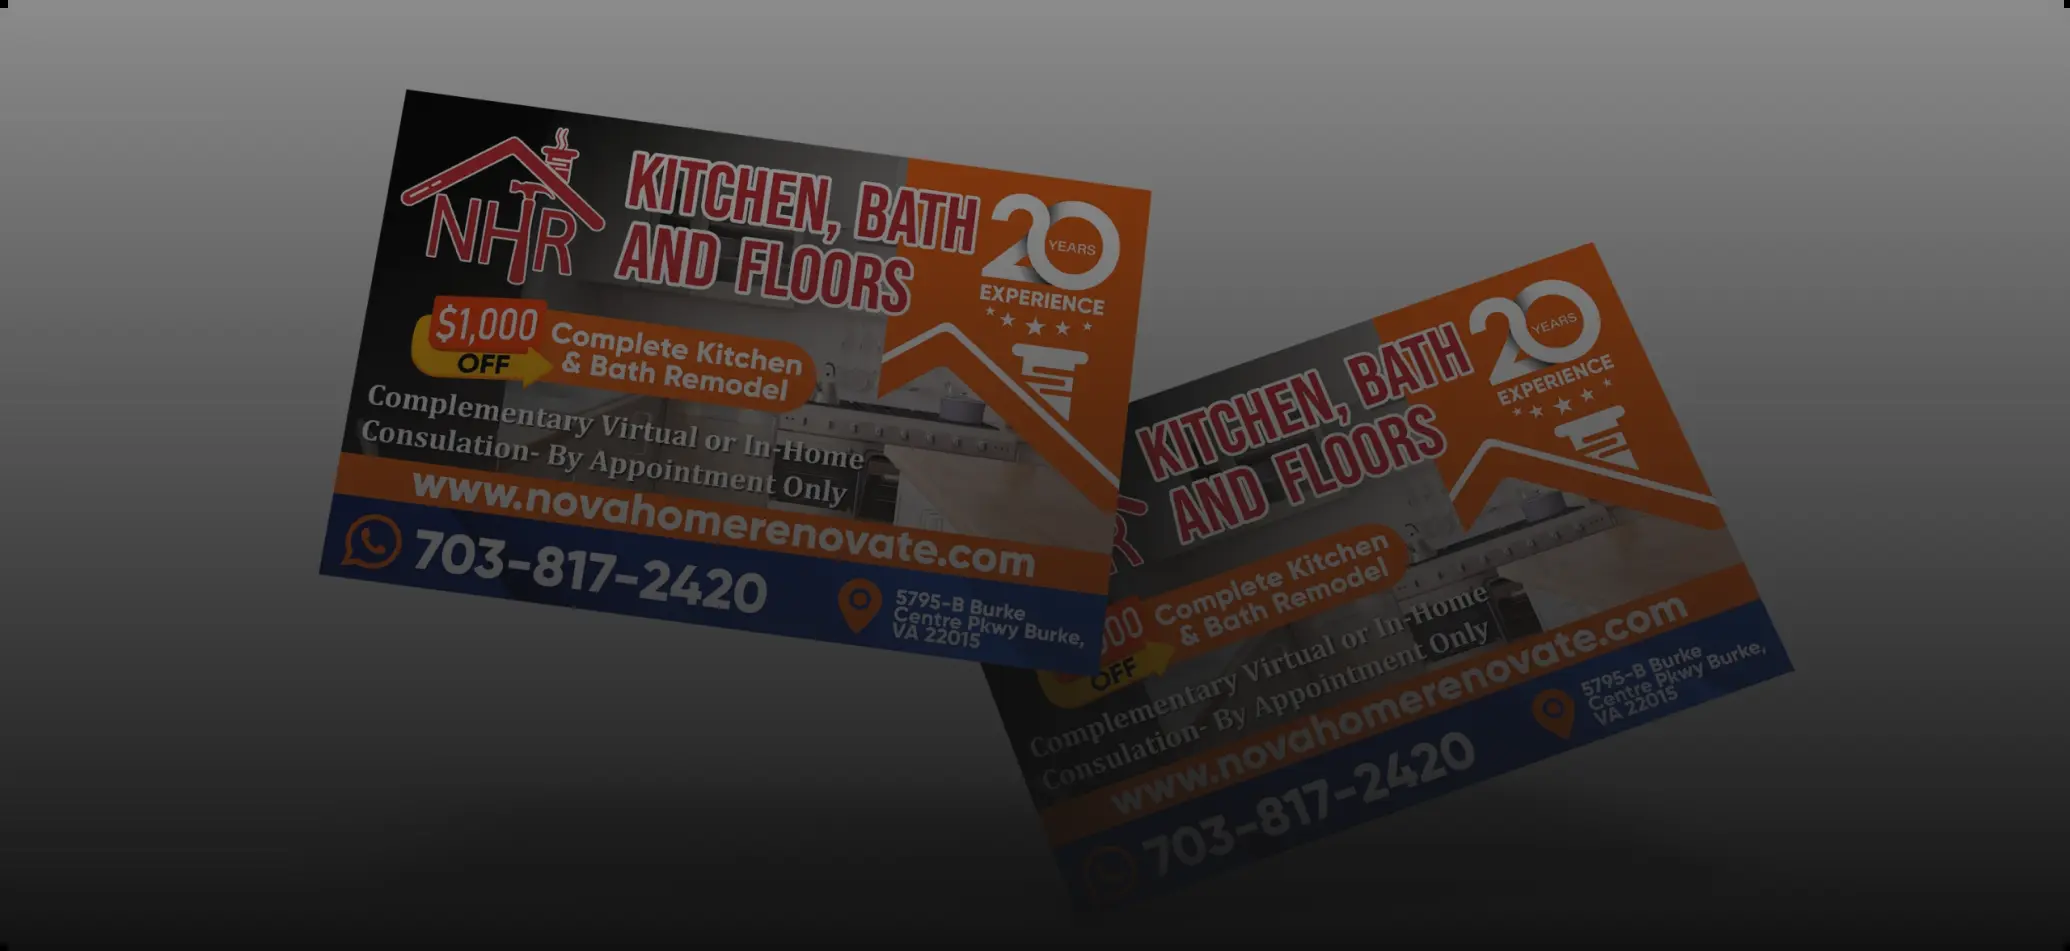 NHR
KITCHEN, BATH
AND FLOORS
20
YEARS
EXPERIENCE
$1,000
OFF
Complete Kitchen
& Bath Remodel
Complementary Virtual or In-Home
Consulation- By Appointment Only
www.novahomerenovate.com
703-817-2420
5795-B Burke
Centre Pkwy Burke,
VA 22015
KITCHEN, BATH
AND FLOORS
20
YEARS
EXPERIENCE
R
00
OFF
Complete Kitchen
& Bath Remodel
Complementary Virtual or In-Home
Consulation- By Appointment Only
www.novahomerenovate.com
703-817-2420
5795-B Burke
Centre Pkwy Burke,
VA 22015